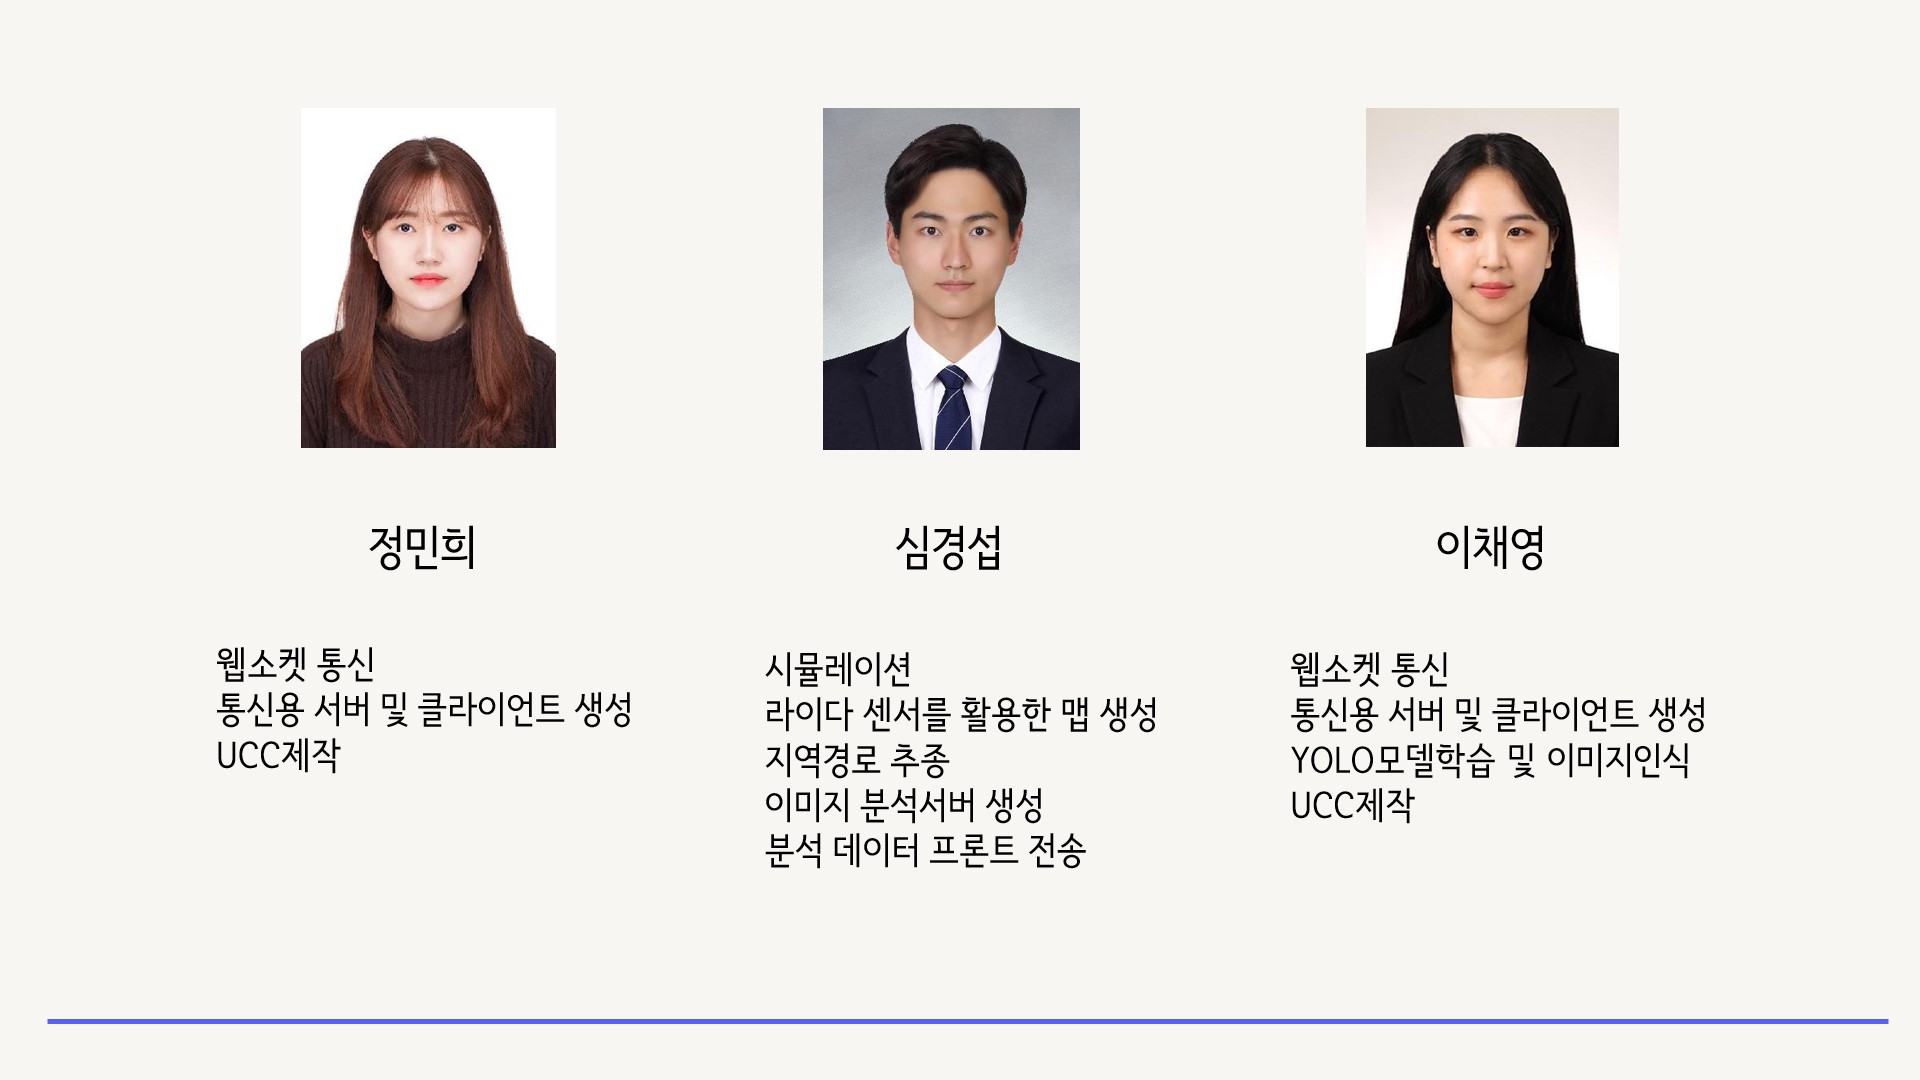 정민희
웹소켓 통신
통신용 서버 및 클라이언트 생성
UCC제작
심경섭
시뮬레이션
라이다 센서를 활용한 맵 생성
지역경로 추종
이미지 분석서버 생성
분석 데이터 프론트 전송
이채영
웹소켓 통신
통신용 서버 및 클라이언트 생성
YOLO모델학습 및 이미지인식
UCC제작